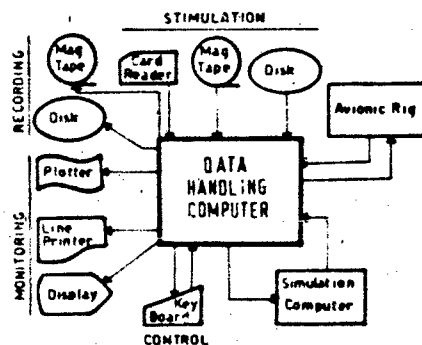 STIMULATION
RECORDING
Mag
Tape
Card
Reader
Mag
Tape
Disk
Avionic Rig
Disk
DATA
HANDLING
COMPUTER
MONITORING
Plotter
Line
Printer
Display
Key
Board
CONTROL
Simulation
Computer